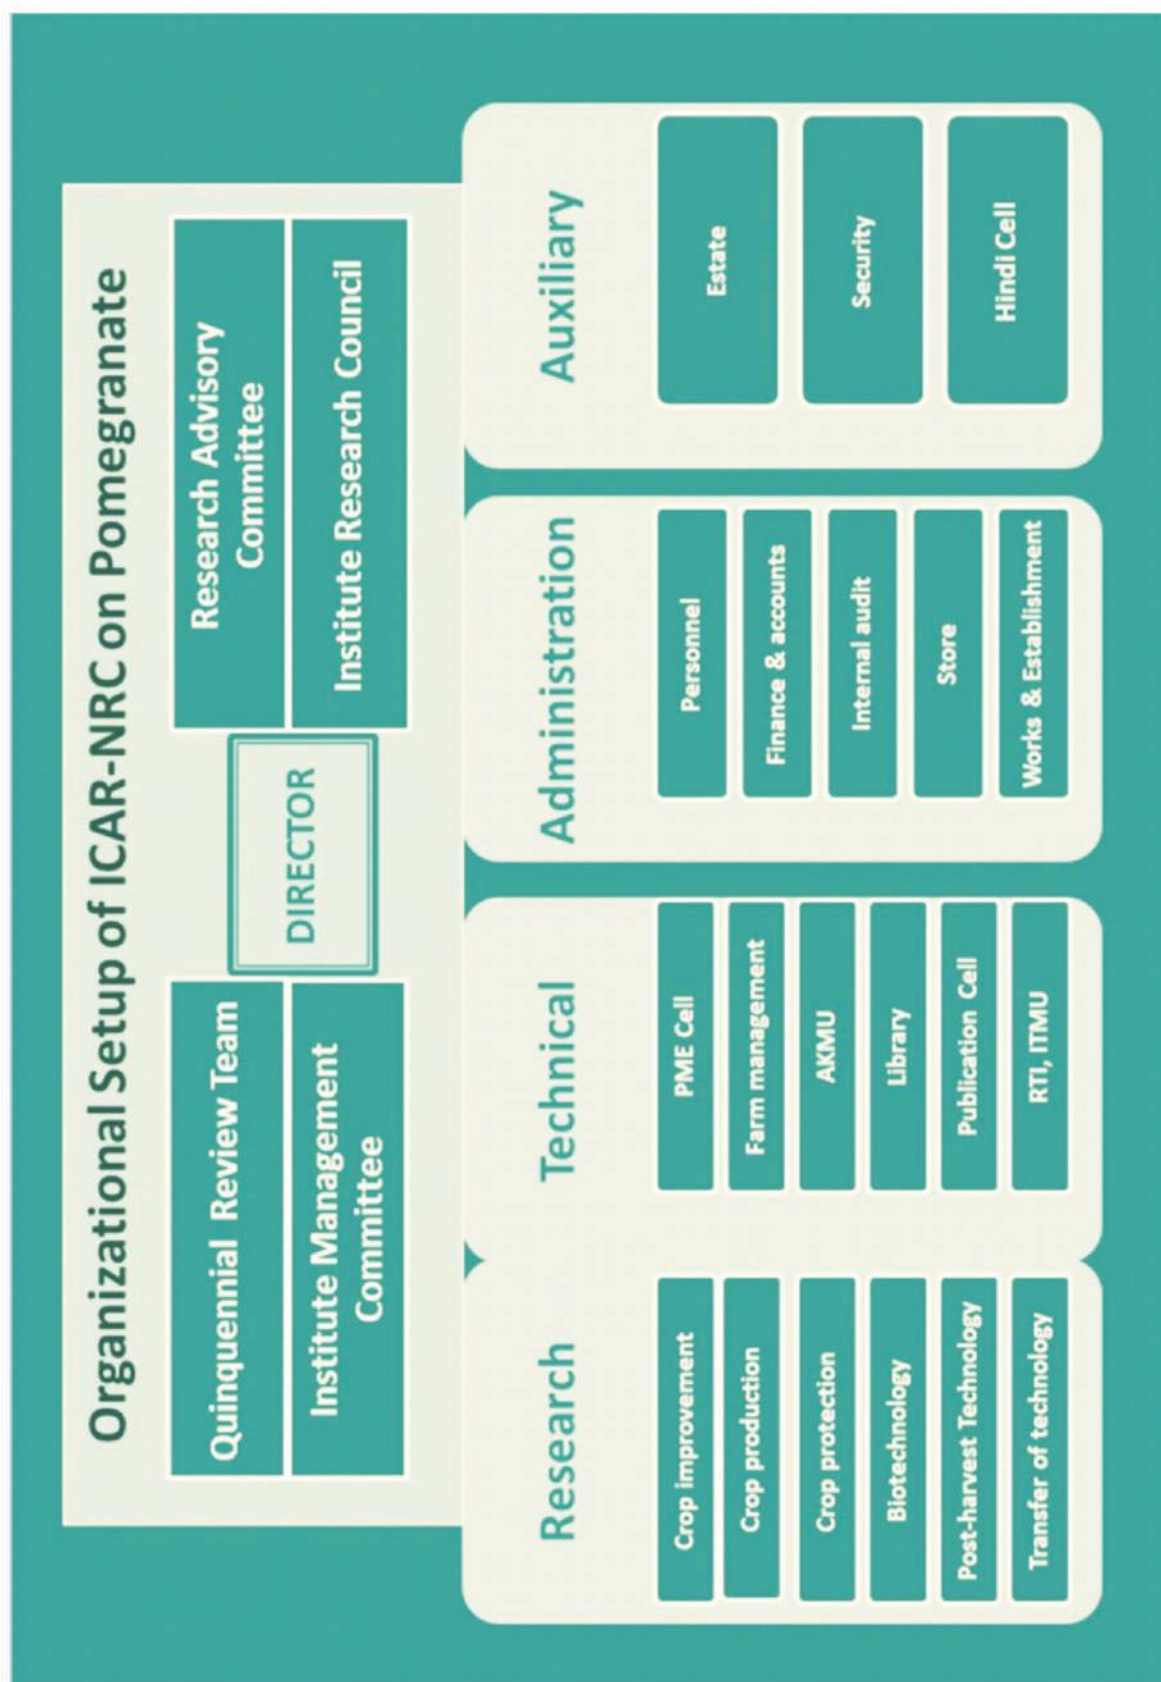 Organizational Setup of ICAR-NRC on Pomegranate
Quinquennial Review Team
Institute Management
Committee
DIRECTOR
Research Advisory
Committee
Institute Research Council
Research
Crop improvement
Crop production
Crop protection
Biotechnology
Post-harvest Technology
Transfer of technology
Technical
PME Cell
Farm management
AKMU
Library
Publication Cell
RTI, ITMU
Administration
Personnel
Finance & accounts
Internal audit
Store
Works & Establishment
Auxiliary
Estate
Security
Hindi Cell